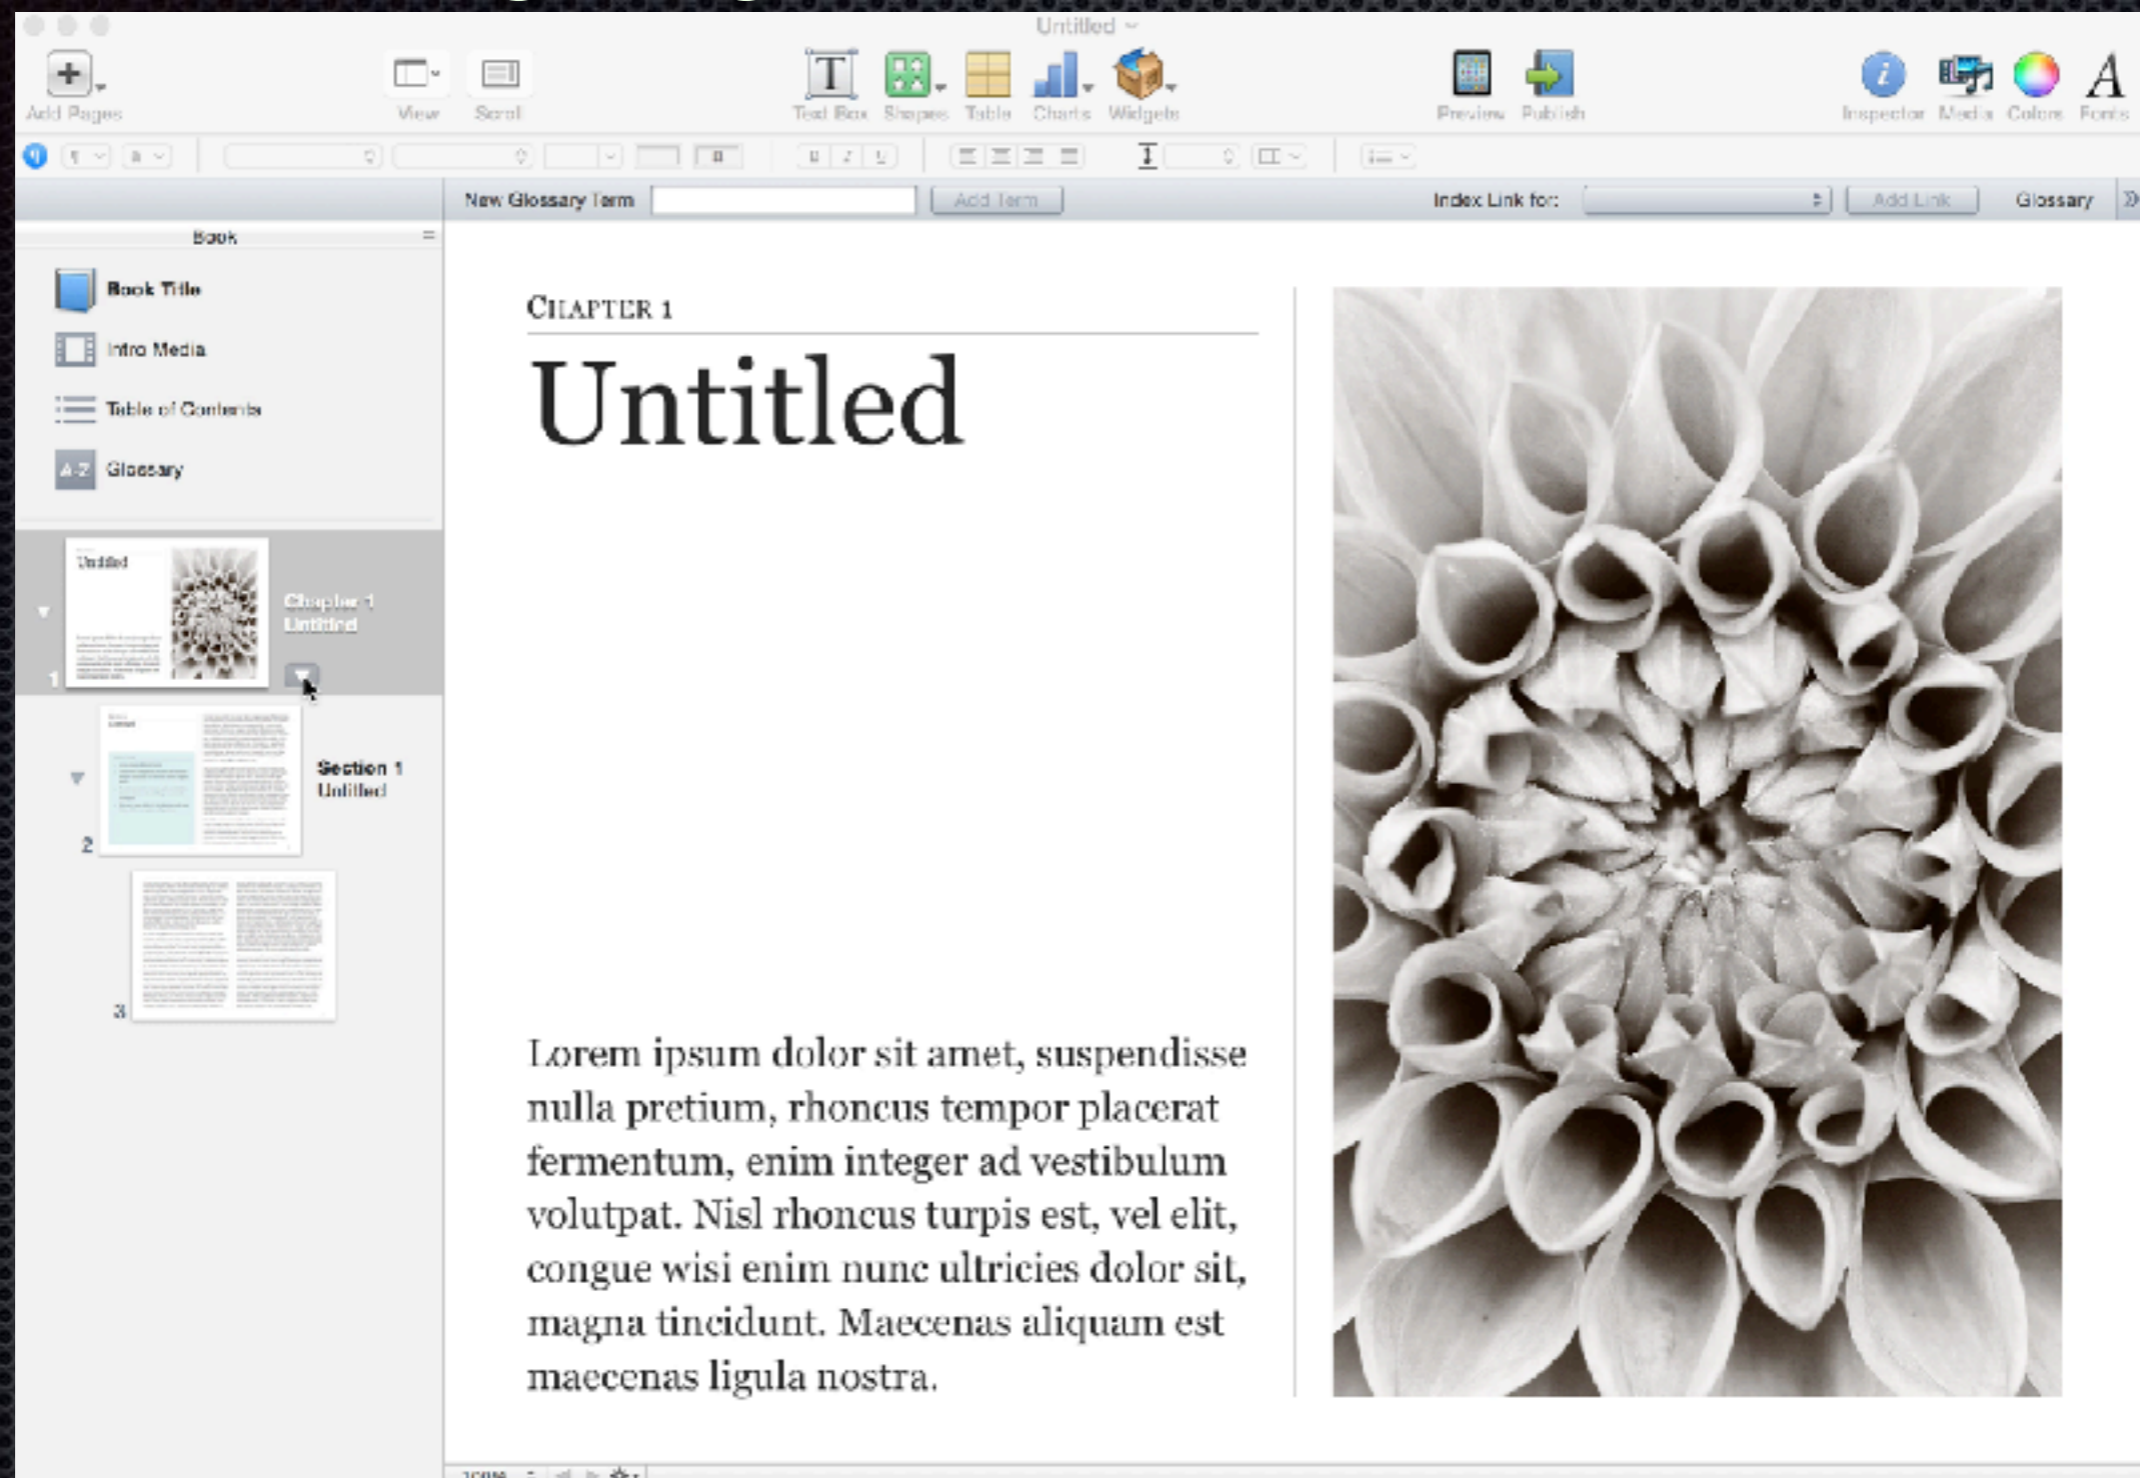 Untitled
Add Pages
View
Scroll
Text Box
Shapes
Table
Charts
Widgets
Preview
Publish
Inspector
Media
Colors
Fonts
New Glossary Term
Add Term
Index Link for:
Add Link
Glossary
Book
Book Title
Intro Media
Table of Contents
A-Z
Glossary
Untitled
Chapter 1
Untitled
1
Section 1
Untitled
2
3
CHAPTER 1
Untitled
Lorem ipsum dolor sit amet, suspendisse
nulla pretium, rhoncus tempor placerat
fermentum, enim integer ad vestibulum
volutpat. Nisl rhoncus turpis est, vel elit,
congue wisi enim nunc ultricies dolor sit,
magna tincidunt. Maecenas aliquam est
maecenas ligula nostra.